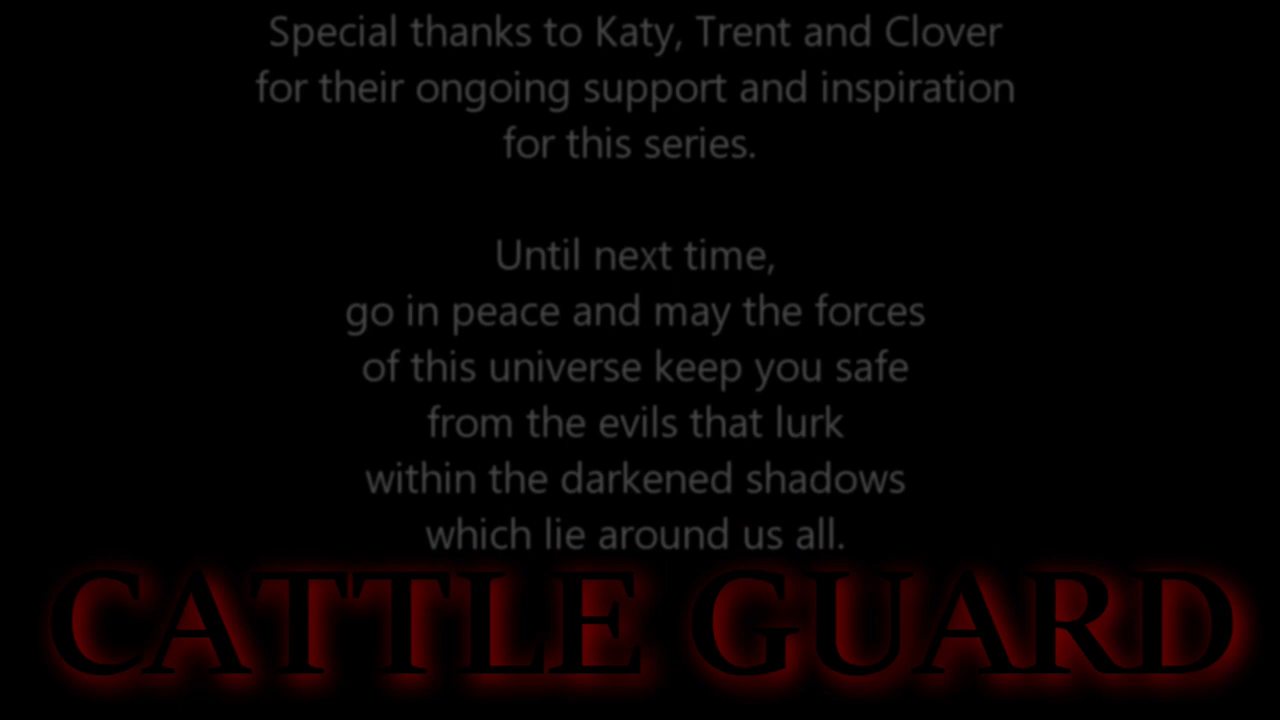 Special thanks to Katy, Trent and Clover
for their ongoing support and inspiration
for this series.
Until next time,
go in peace and may the forces
of this universe keep you safe
from the evils that lurk
within the darkened shadows
which lie around us all.
CATTLE GUARD